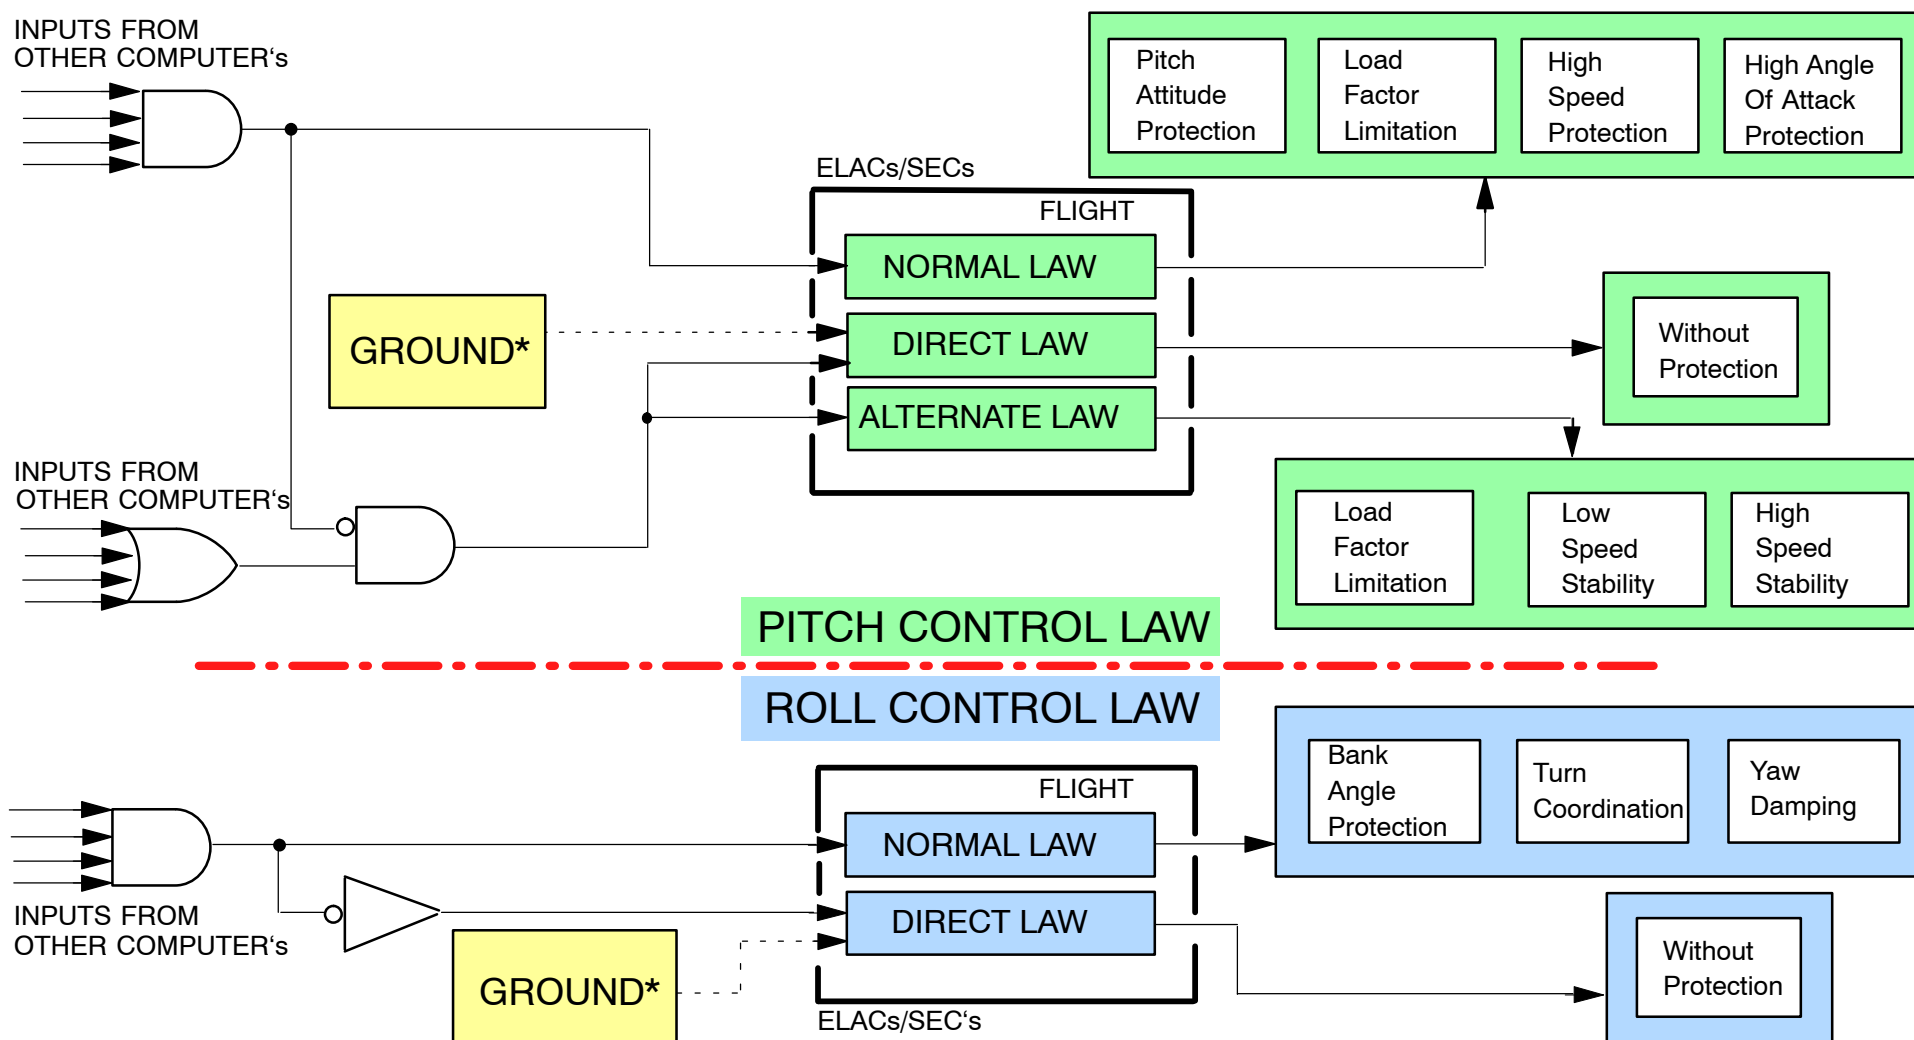 INPUTS FROM
OTHER COMPUTER‘s
Pitch
Attitude
Protection
Load
Factor
Limitation
High
Speed
Protection
High Angle
Of Attack
Protection
ELACs/SECs
FLIGHT
NORMAL LAW
GROUND*
DIRECT LAW
Without
Protection
ALTERNATE LAW
INPUTS FROM
OTHER COMPUTER‘s
Load
Factor
Limitation
Low
Speed
Stability
High
Speed
Stability
PITCH CONTROL LAW
ROLL CONTROL LAW
Bank
Angle
Protection
Turn
Coordination
Yaw
Damping
FLIGHT
NORMAL LAW
DIRECT LAW
INPUTS FROM
OTHER COMPUTER‘s
GROUND*
Without
Protection
ELACs/SEC‘s